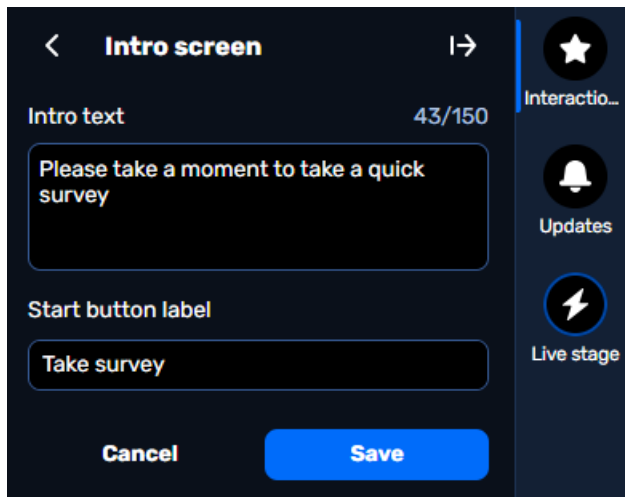 Intro screen
Intro text
43/150
Please take a moment to take a quick
survey
Start button label
Take survey
Cancel
Save
Interactio...
Updates
Live stage